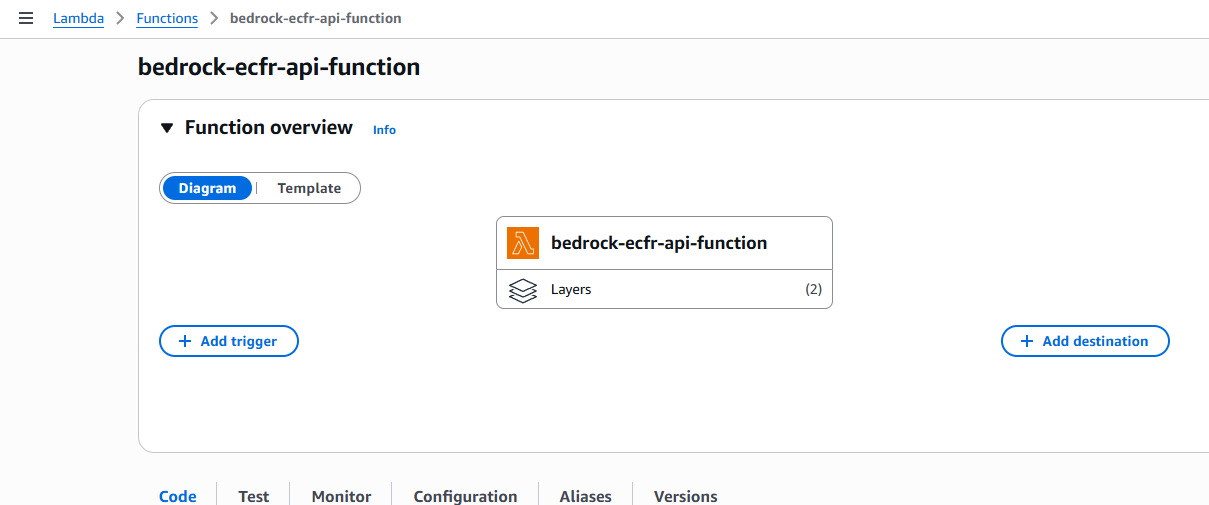 Lambda > Functions > bedrock-ecfr-api-function
bedrock-ecfr-api-function
Function overview Info
Diagram | Template
bedrock-ecfr-api-function
Layers (2)
+ Add trigger + Add destination
Code Test Monitor Configuration Aliases Versions